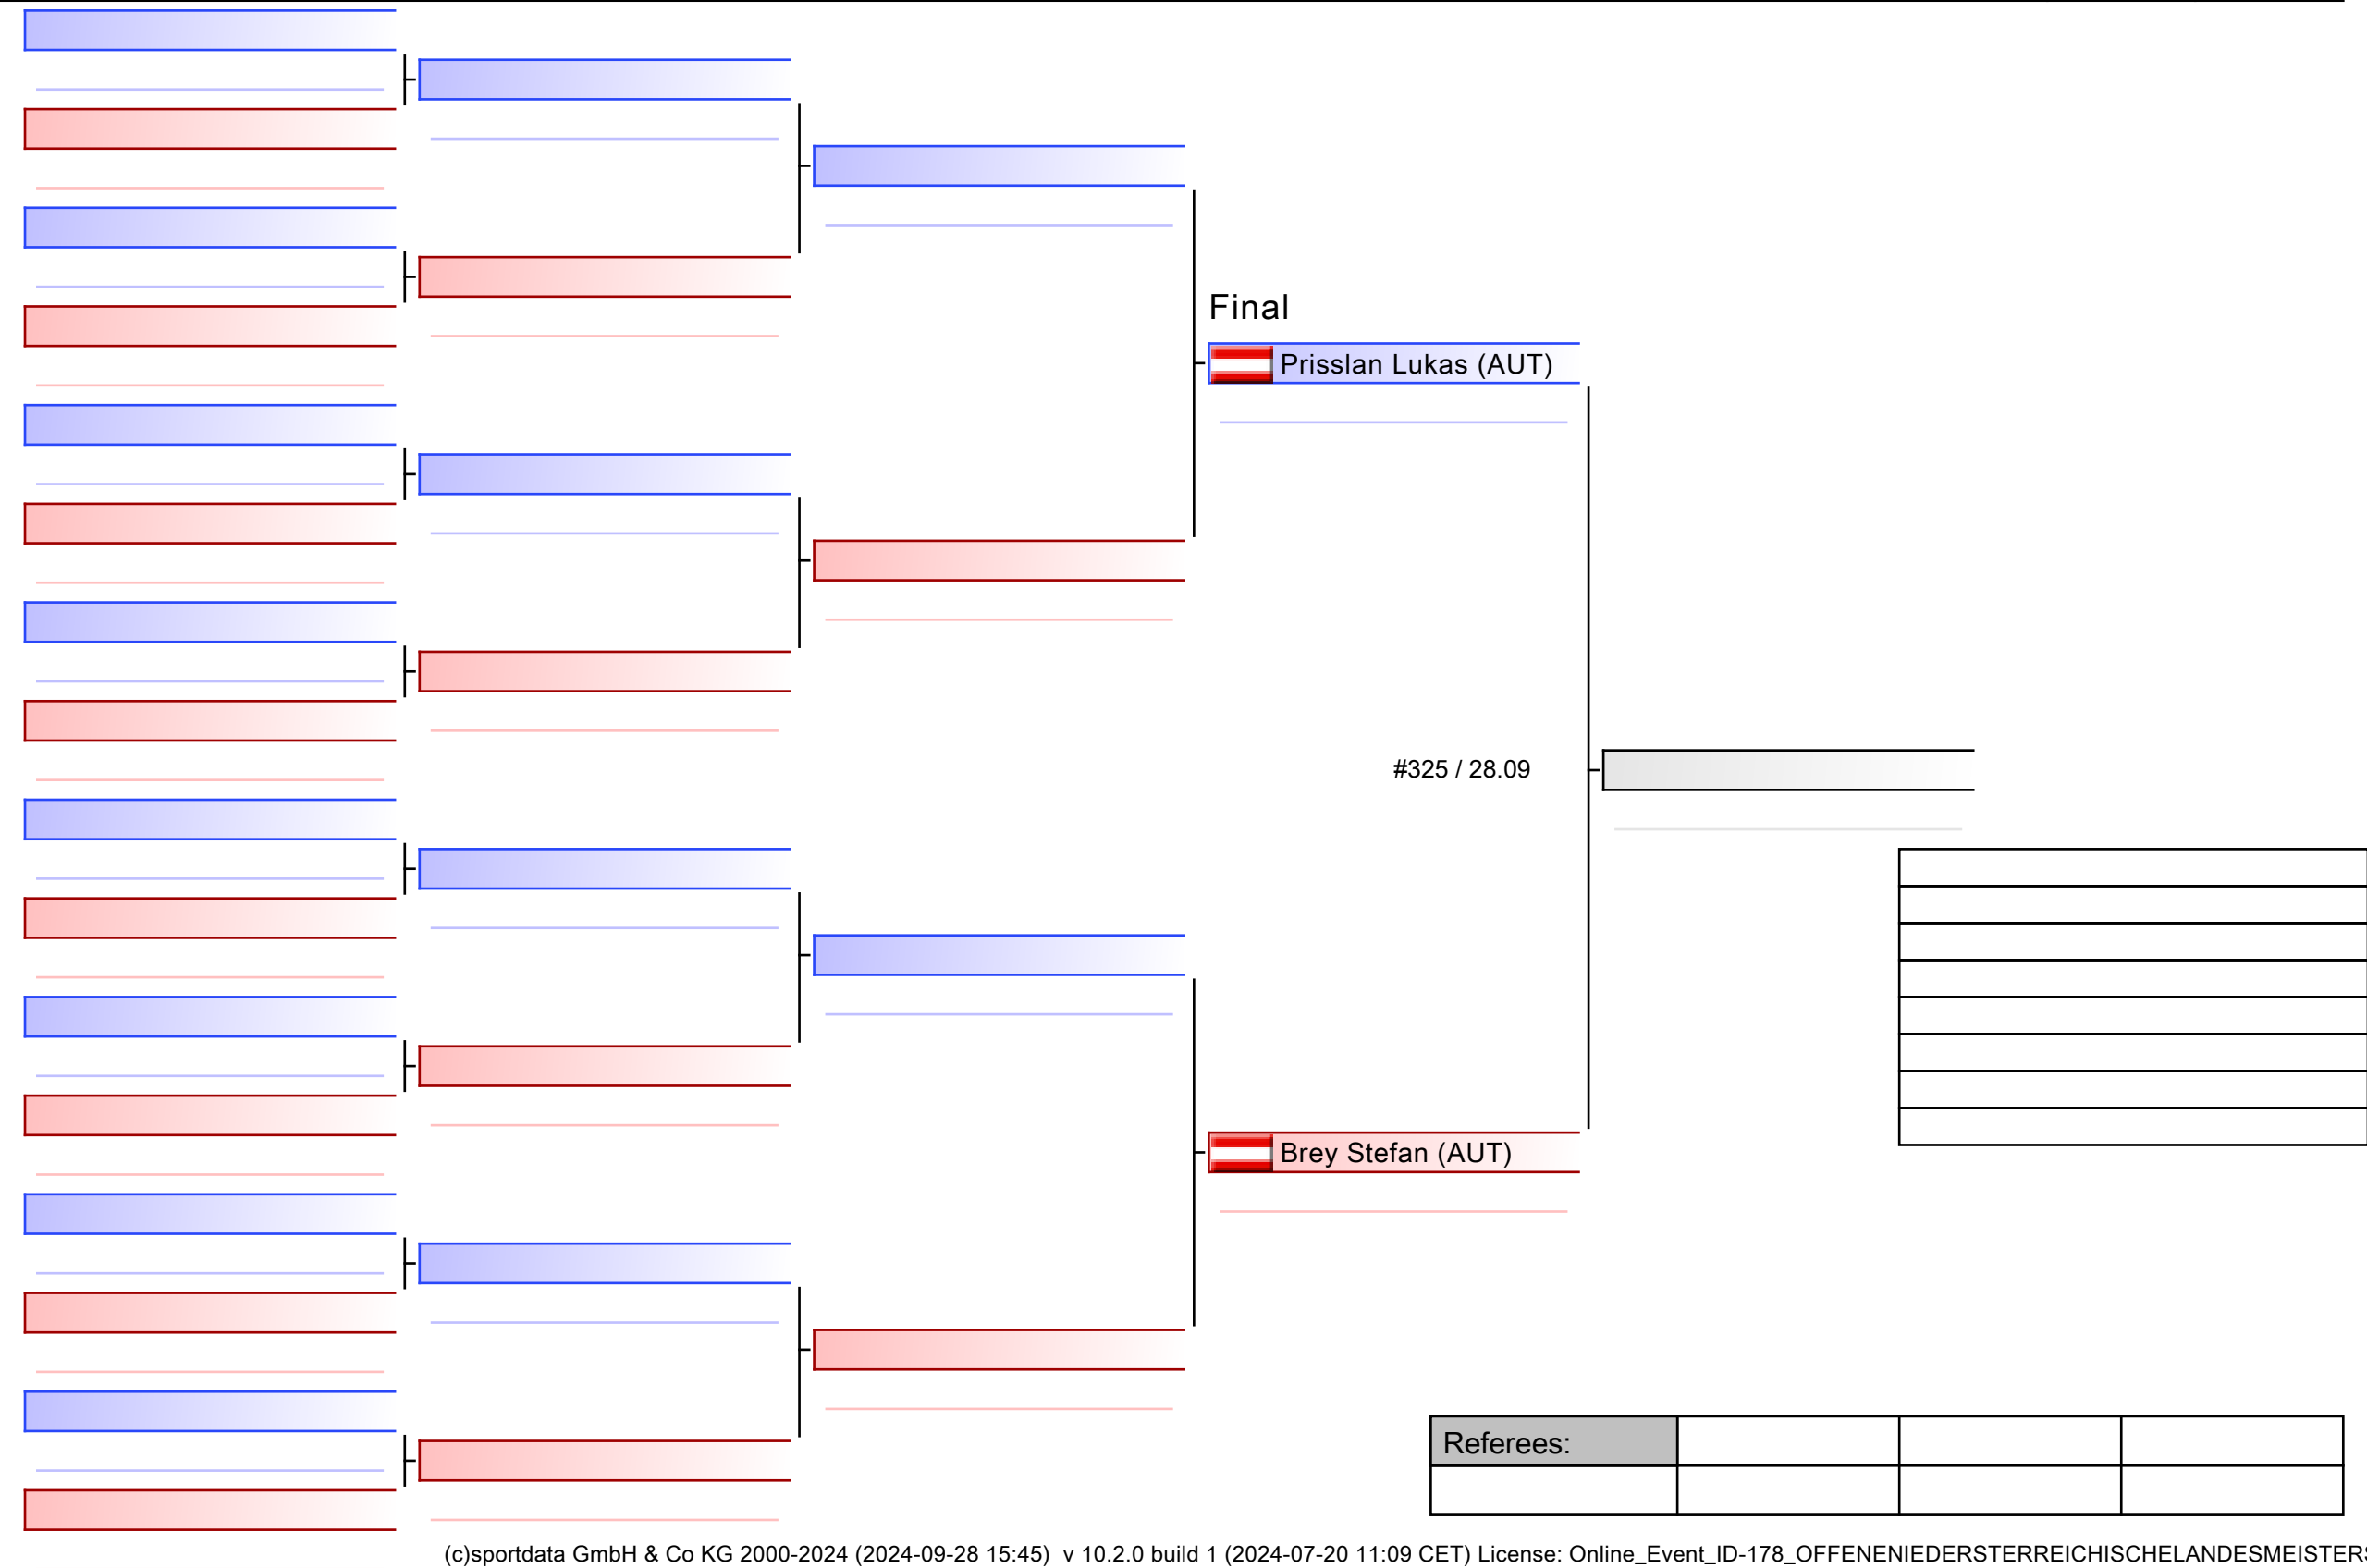 Final
Prisslan Lukas (AUT)
#325 / 28.09
Brey Stefan (AUT)
Referees:
(c)sportdata GmbH & Co KG 2000-2024 (2024-09-28 15:45) v 10.2.0 build 1 (2024-07-20 11:09 CET) License: Online_Event_ID-178_OFFENENIEDERSTERREICHISCHELANDESMEISTERS